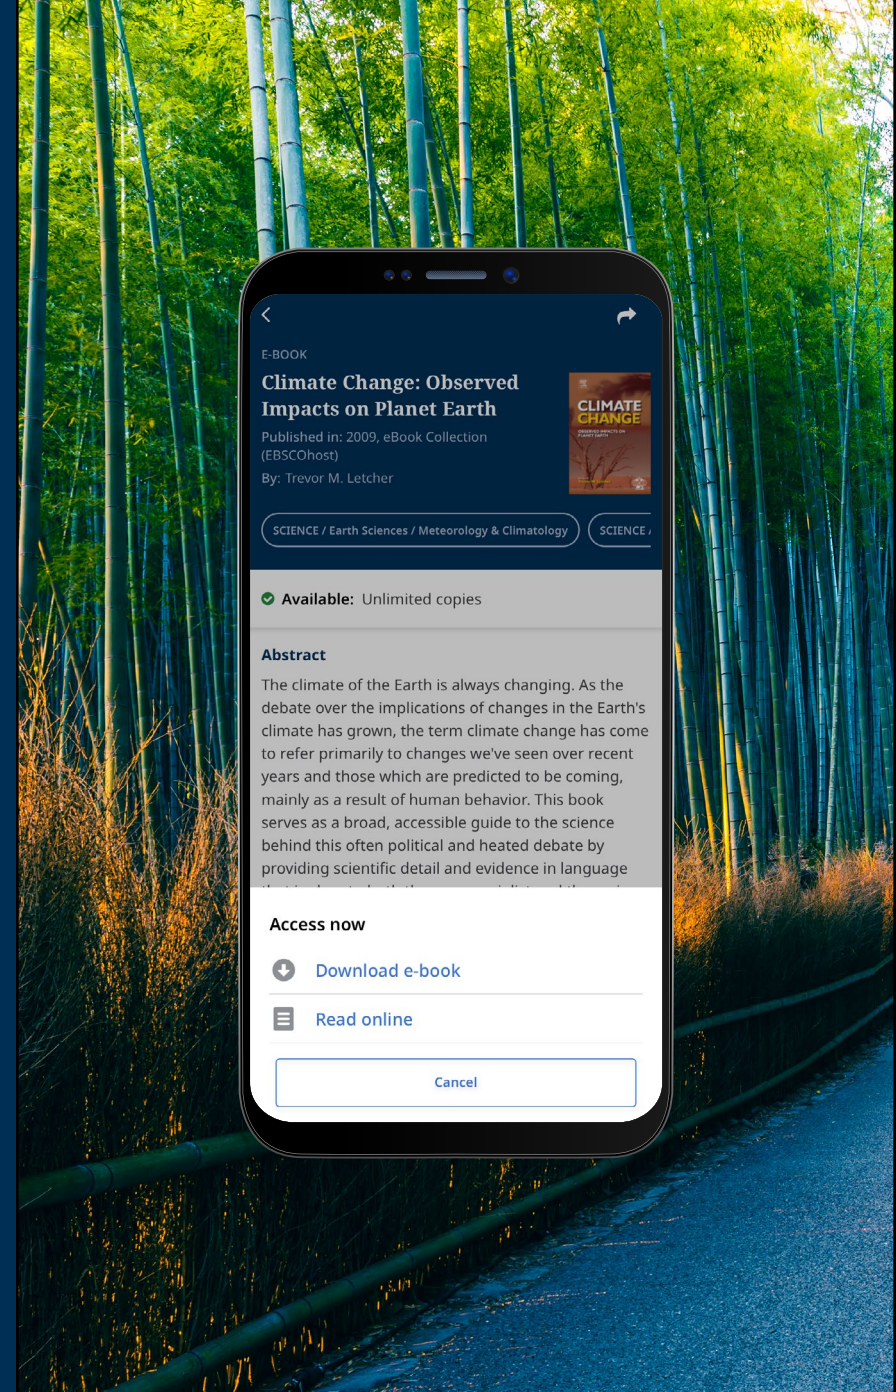 E-BOOK
Climate Change: Observed
Impacts on Planet Earth
Published in: 2009, eBook Collection
(EBSCOhost)
By: Trevor M. Letcher
CLIMATE
CHANGE
OBSERVED IMPACTS ON
PLANET EARTH
SCIENCE / Earth Sciences / Meteorology & Climatology
SCIENCE /
Available: Unlimited copies
Abstract
The climate of the Earth is always changing. As the
debate over the implications of changes in the Earth's
climate has grown, the term climate change has come
to refer primarily to changes we've seen over recent
years and those which are predicted to be coming,
mainly as a result of human behavior. This book
serves as a broad, accessible guide to the science
behind this often political and heated debate by
providing scientific detail and evidence in language
Access now
Download e-book
Read online
Cancel